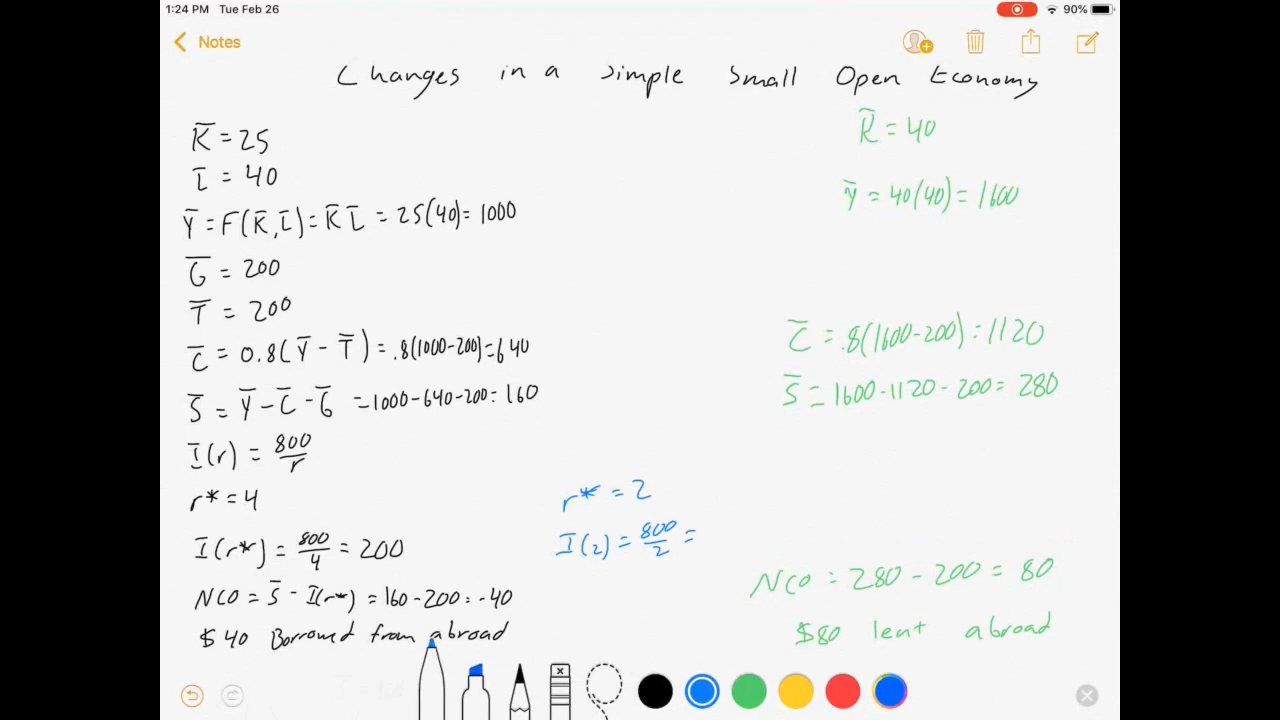 1:24 PM Tue Feb 26
90%
Notes
Changes in a Simple Small Open Economy
K̄ = 25
L̄ = 40
Ȳ = F(K̄, L̄) = K̄ L̄ = 25(40) = 1000
Ḡ = 200
T̄ = 200
C̄ = 0.8(Ȳ - T̄) = .8(1000-200) = 640
S̄ = Ȳ - C̄ - Ḡ = 1000-640-200 = 160
I(r) = 800/r
r* = 4
I(r*) = 800/4 = 200
NCO = S̄ - I(r*) = 160-200 = -40
$40 Borrowed from abroad
r* = 2
I(2) = 800/2 =
K̄ = 40
Ȳ = 40(40) = 1600
C̄ = .8(1600-200) = 1120
S̄ = 1600-1120-200 = 280
NCO = 280-200 = 80
$80 lent abroad